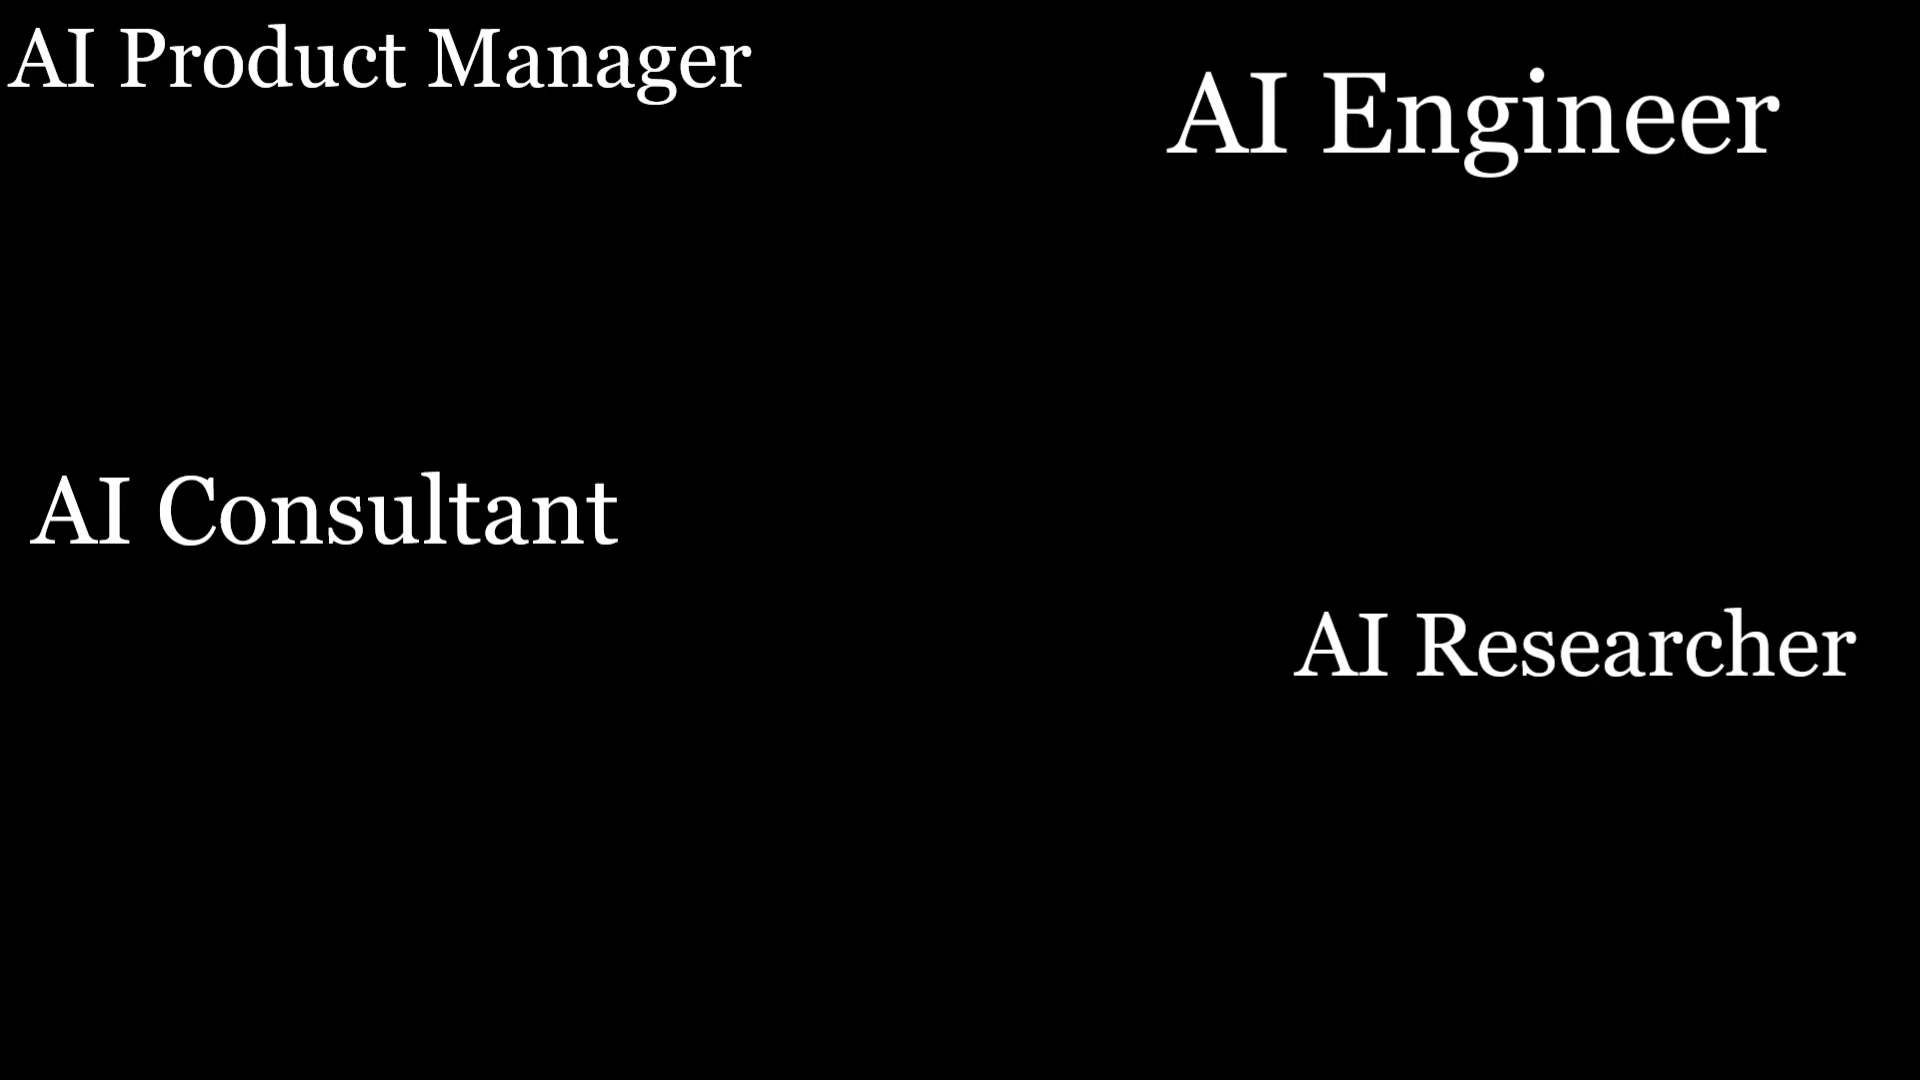 AI Product Manager
AI Engineer
AI Consultant
AI Researcher